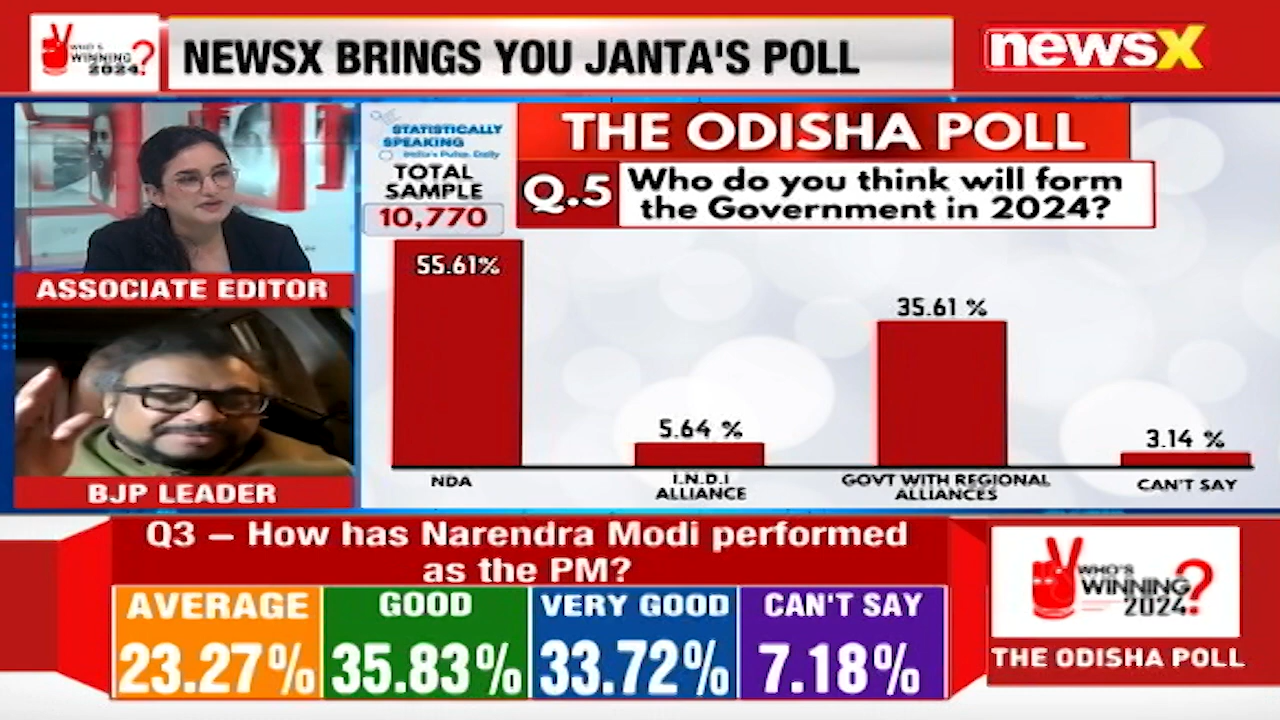 WHO'S
WINNING?
2024
NEWSX BRINGS YOU JANTA'S POLL
newsX
STATISTICALLY
SPEAKING
India's Pulse, Daily
TOTAL
SAMPLE
10,770
THE ODISHA POLL
Q.5
Who do you think will form
the Government in 2024?
ASSOCIATE EDITOR
BJP LEADER
55.61%
5.64 %
35.61 %
3.14 %
NDA
I.N.D.I
ALLIANCE
GOVT WITH REGIONAL
ALLIANCES
CAN'T SAY
Q3 – How has Narendra Modi performed
as the PM?
AVERAGE
23.27%
GOOD
35.83%
VERY GOOD
33.72%
CAN'T SAY
7.18%
WHO'S
WINNING?
2024
THE ODISHA POLL